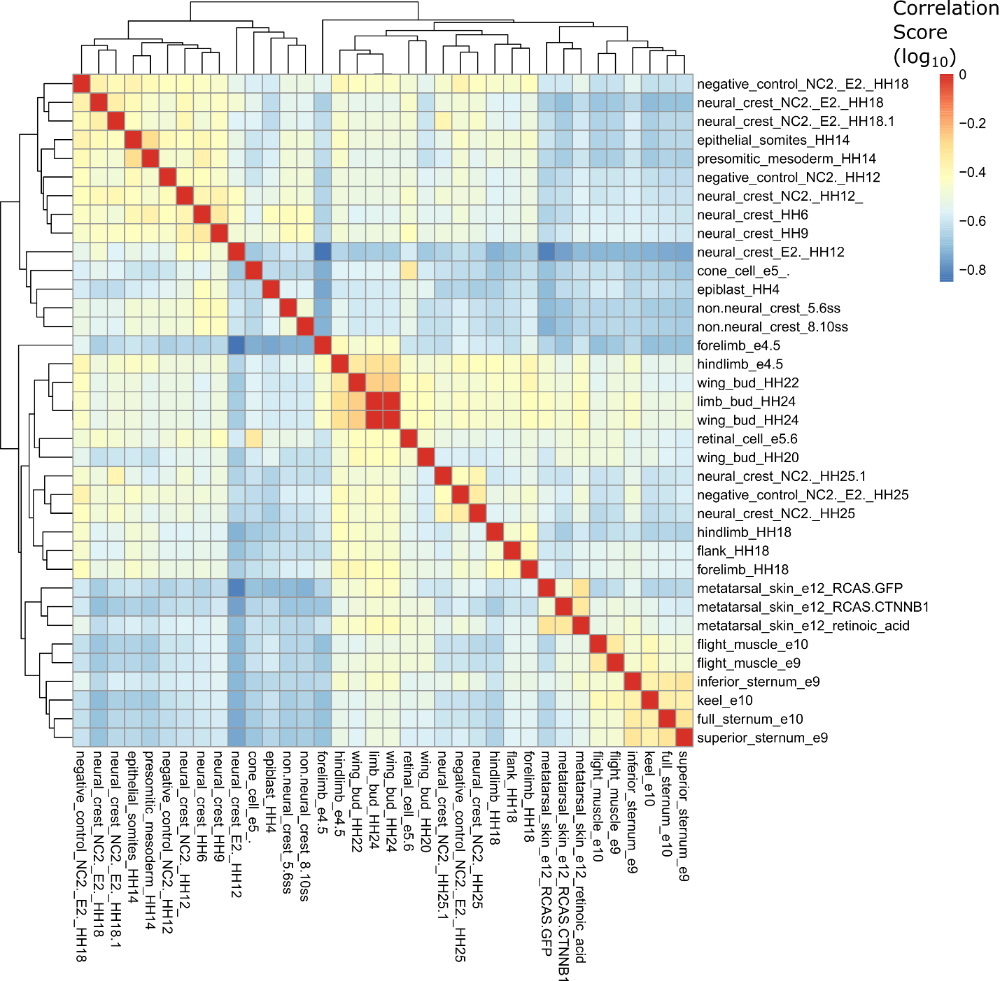 Correlation
Score
(log10)
0
−0.2
−0.4
−0.6
−0.8
negative_control_NC2._E2._HH18
neural_crest_NC2._E2._HH18
neural_crest_NC2._E2._HH18.1
epithelial_somites_HH14
presomitic_mesoderm_HH14
negative_control_NC2._HH12
neural_crest_NC2._HH12_
neural_crest_HH6
neural_crest_HH9
neural_crest_E2._HH12
cone_cell_e5_.
epiblast_HH4
non.neural_crest_5.6ss
non.neural_crest_8.10ss
forelimb_e4.5
hindlimb_e4.5
wing_bud_HH22
limb_bud_HH24
wing_bud_HH24
retinal_cell_e5.6
wing_bud_HH20
neural_crest_NC2._HH25.1
negative_control_NC2._E2._HH25
neural_crest_NC2._HH25
hindlimb_HH18
flank_HH18
forelimb_HH18
metatarsal_skin_e12_RCAS.GFP
metatarsal_skin_e12_RCAS.CTNNB1
metatarsal_skin_e12_retinoic_acid
flight_muscle_e10
flight_muscle_e9
inferior_sternum_e9
keel_e10
full_sternum_e10
superior_sternum_e9
negative_control_NC2._E2._HH18
neural_crest_NC2._E2._HH18
neural_crest_NC2._E2._HH18.1
epithelial_somites_HH14
presomitic_mesoderm_HH14
negative_control_NC2._HH12
neural_crest_NC2._HH12_
neural_crest_HH6
neural_crest_HH9
neural_crest_E2._HH12
cone_cell_e5_.
epiblast_HH4
non.neural_crest_5.6ss
non.neural_crest_8.10ss
forelimb_e4.5
hindlimb_e4.5
wing_bud_HH22
limb_bud_HH24
wing_bud_HH24
retinal_cell_e5.6
wing_bud_HH20
neural_crest_NC2._HH25.1
negative_control_NC2._E2._HH25
neural_crest_NC2._HH25
hindlimb_HH18
flank_HH18
forelimb_HH18
metatarsal_skin_e12_RCAS.GFP
metatarsal_skin_e12_RCAS.CTNNB1
metatarsal_skin_e12_retinoic_acid
flight_muscle_e10
flight_muscle_e9
inferior_sternum_e9
keel_e10
full_sternum_e10
superior_sternum_e9